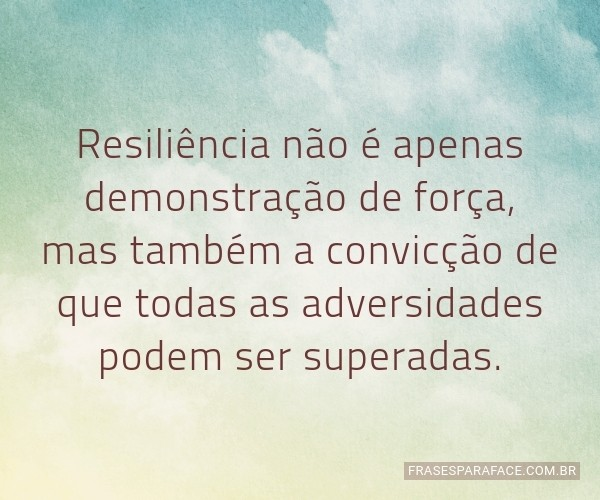 Resiliência não é apenas
demonstração de força,
mas também a convicção de
que todas as adversidades
podem ser superadas.
FRASESPARAFACE.COM.BR